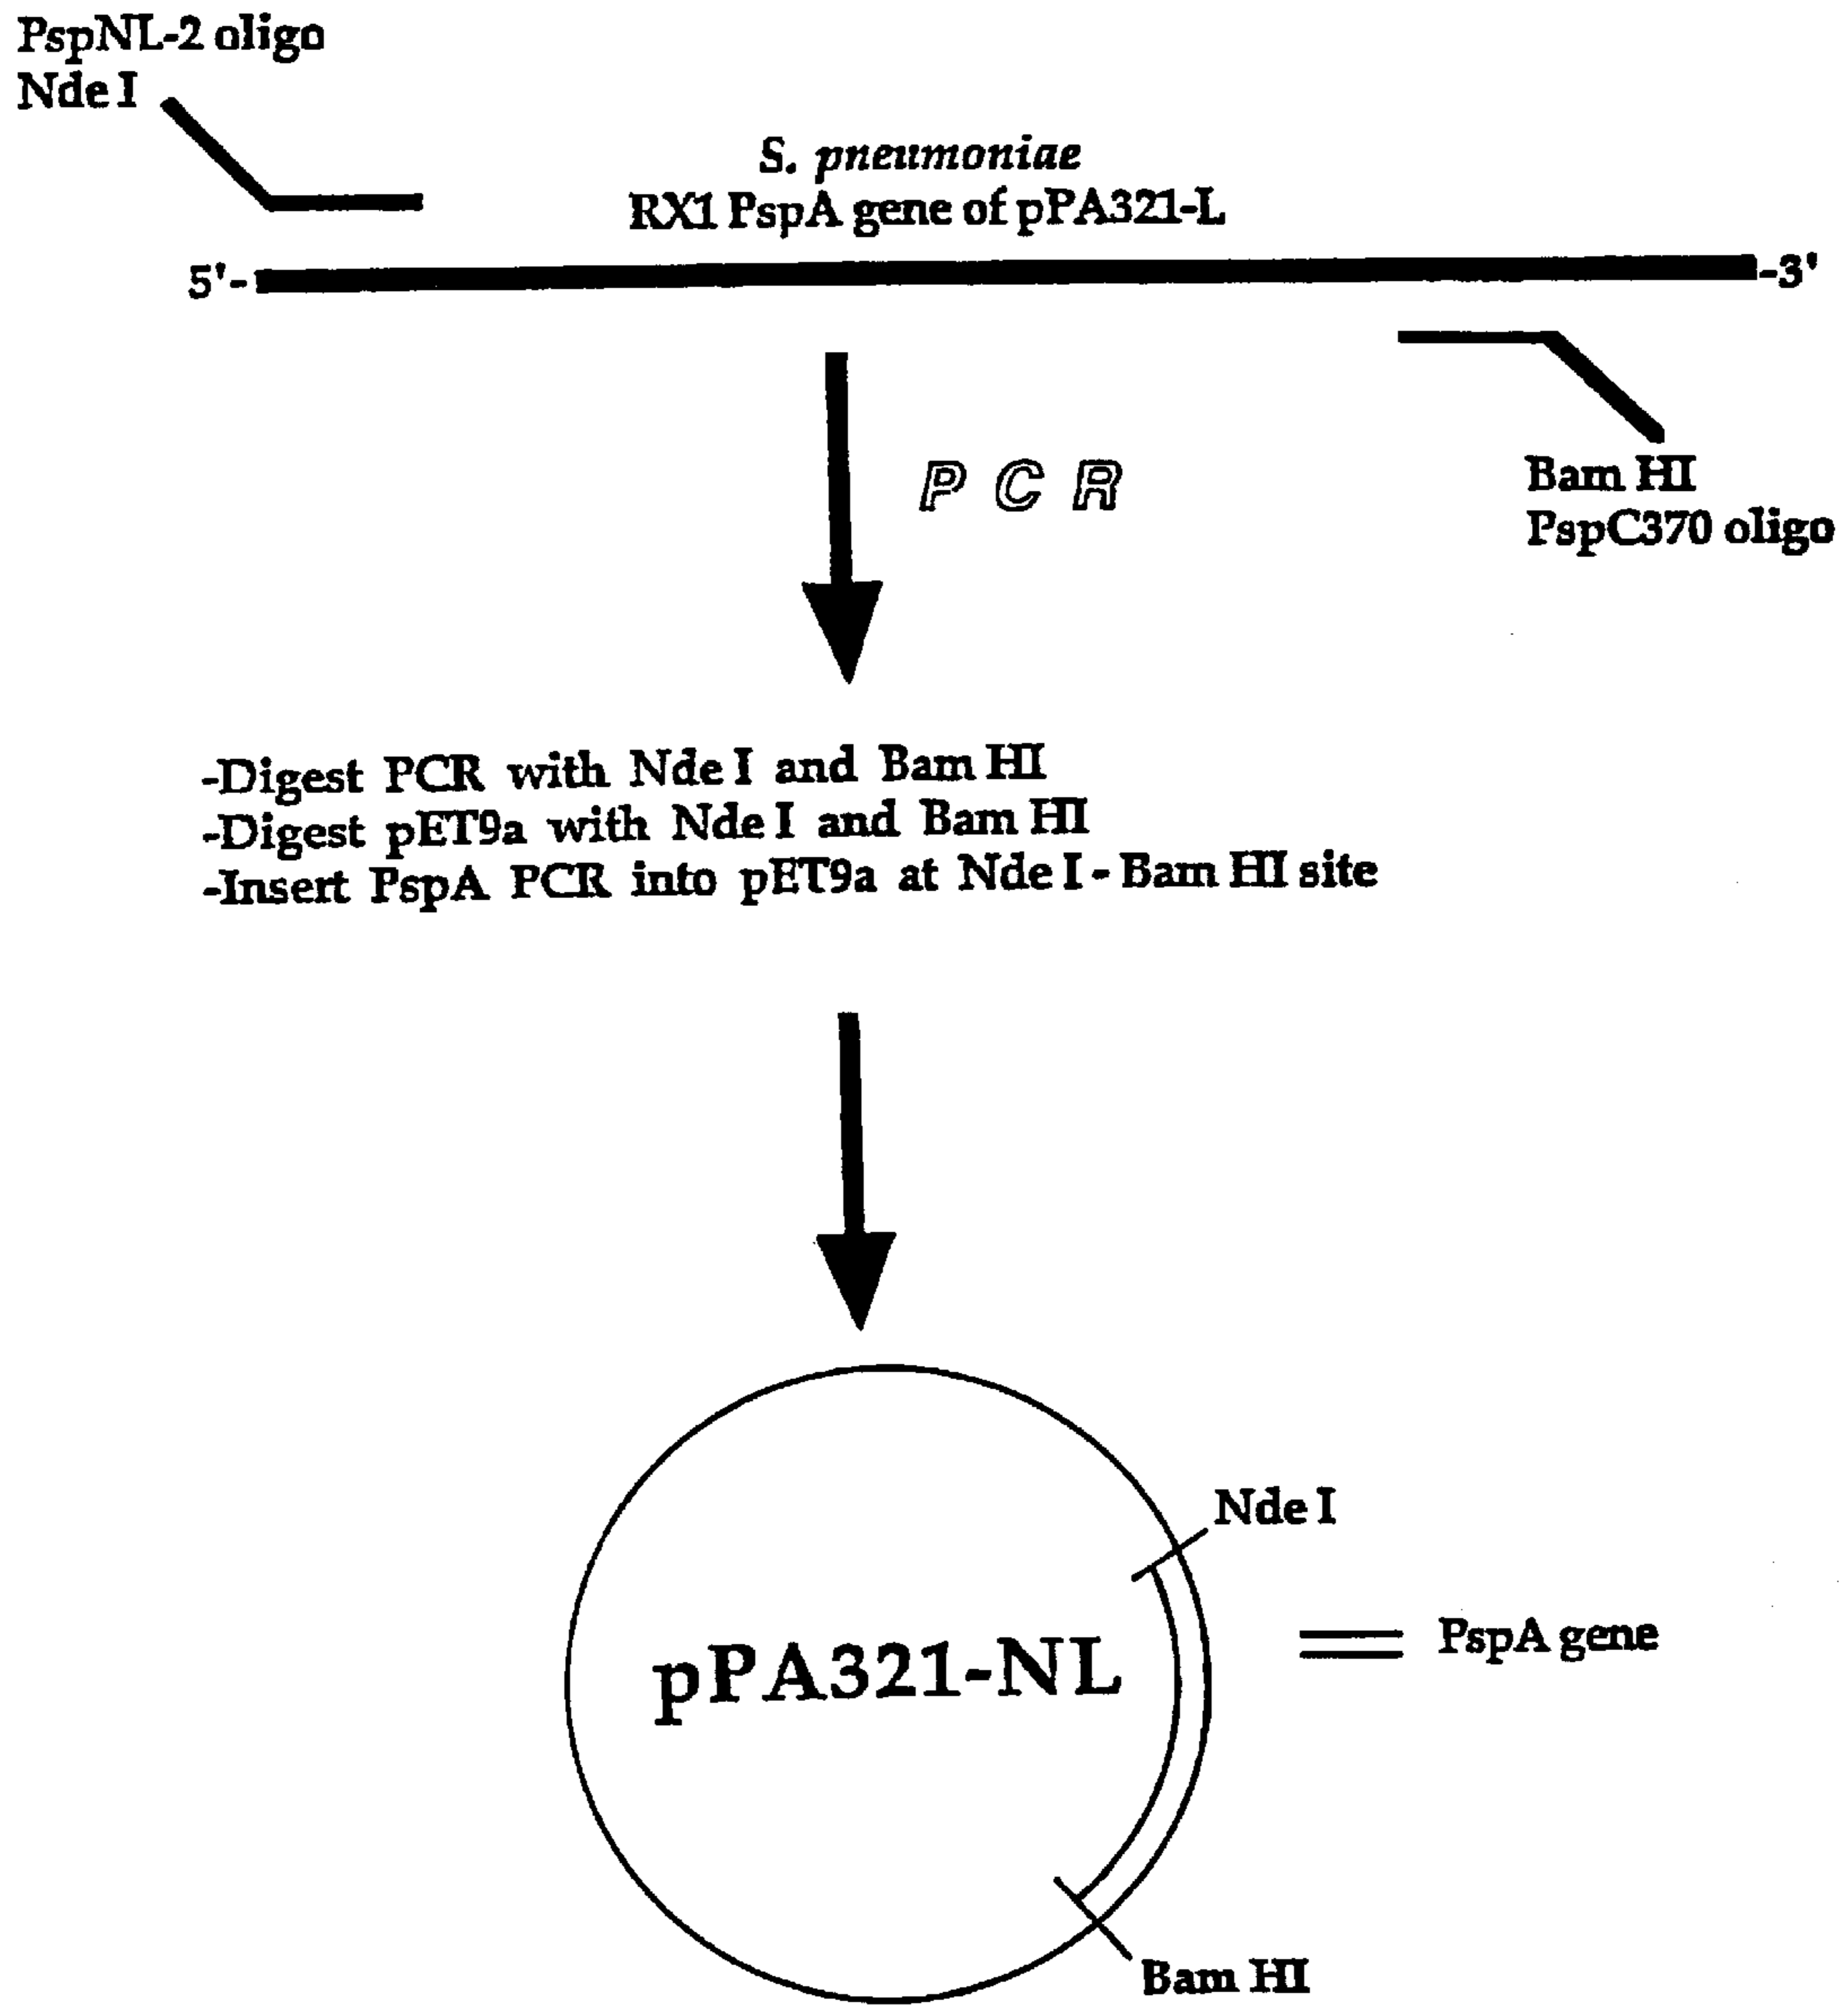 PspNL-2 oligo
Nde I
S. pneumoniae
RX1 PspA gene of pPA321-L
5'-
-3'
Bam HI
PspC370 oligo
P C R
-Digest PCR with Nde I and Bam HI
-Digest pET9a with Nde I and Bam HI
-Insert PspA PCR into pET9a at Nde I - Bam HI site
Nde I
PspA gene
pPA321-NL
Bam HI